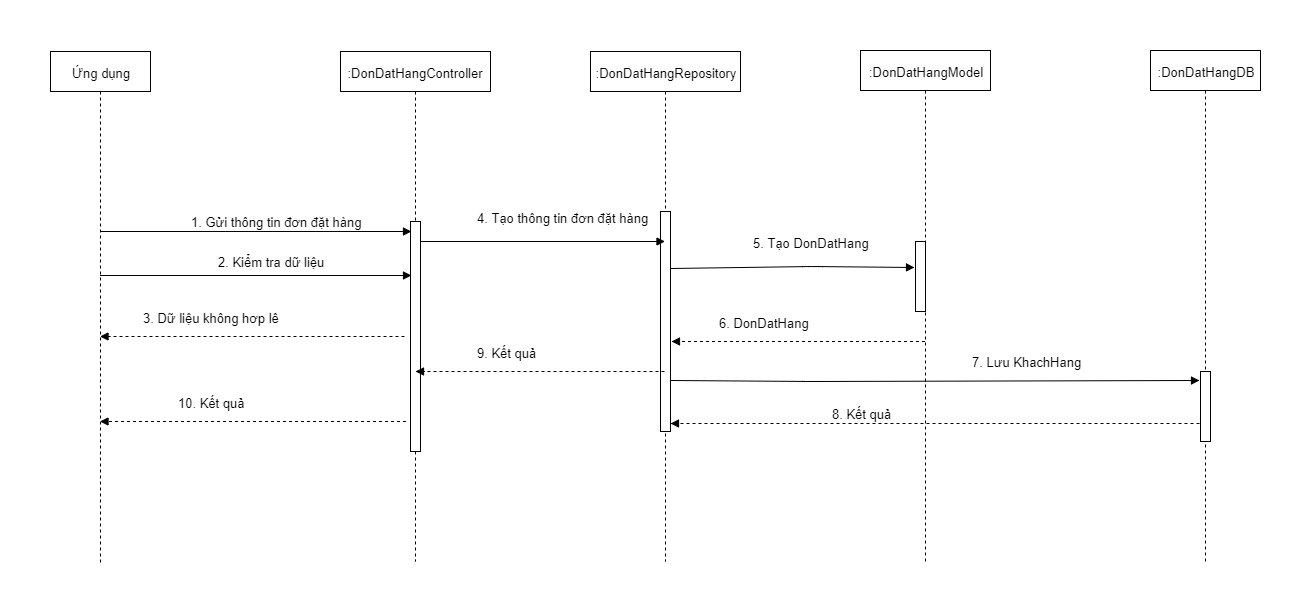 Ứng dụng
:DonDatHangController
:DonDatHangRepository
:DonDatHangModel
:DonDatHangDB
1. Gửi thông tin đơn đặt hàng
2. Kiểm tra dữ liệu
3. Dữ liệu không hợp lê
4. Tạo thông tin đơn đặt hàng
5. Tạo DonDatHang
6. DonDatHang
7. Lưu KhachHang
8. Kết quả
9. Kết quả
10. Kết quả